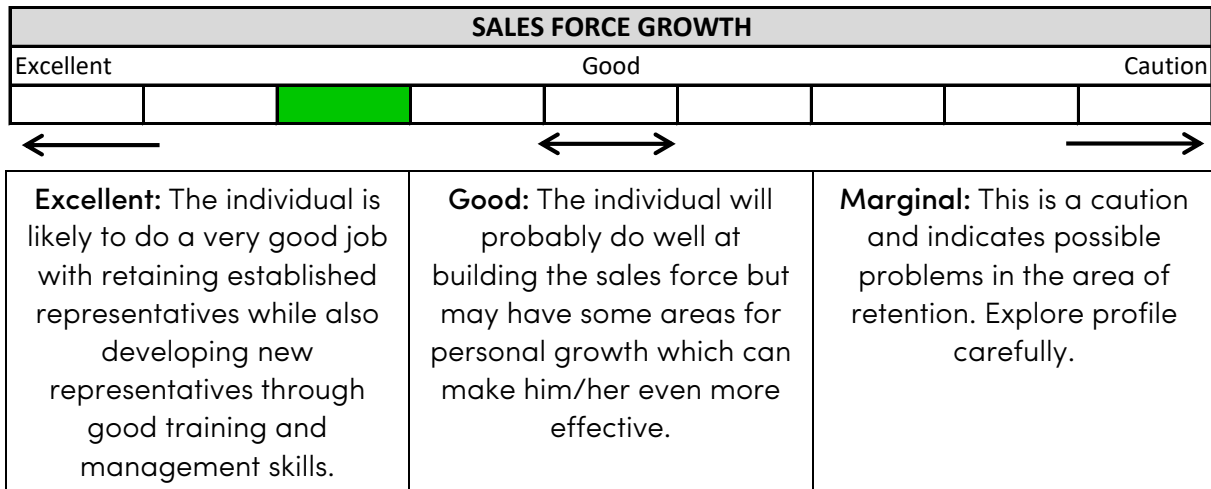 SALES FORCE GROWTH
Excellent Good Caution
Excellent: The individual is
likely to do a very good job
with retaining established
representatives while also
developing new
representatives through
good training and
management skills.
Good: The individual will
probably do well at
building the sales force but
may have some areas for
personal growth which can
make him/her even more
effective.
Marginal: This is a caution
and indicates possible
problems in the area of
retention. Explore profile
carefully.